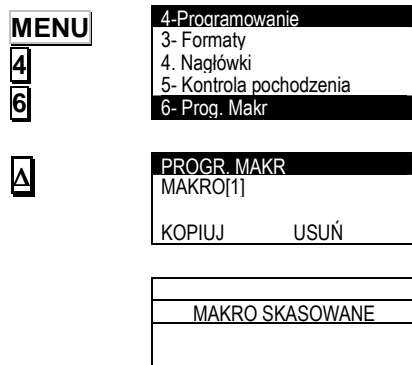 MENU
4
6
4-Programowanie
3- Formaty
4. Nagłówki
5- Kontrola pochodzenia
6- Prog. Makr
Δ
PROGR. MAKR
MAKRO[1]
KOPIUJ USUŃ
MAKRO SKASOWANE